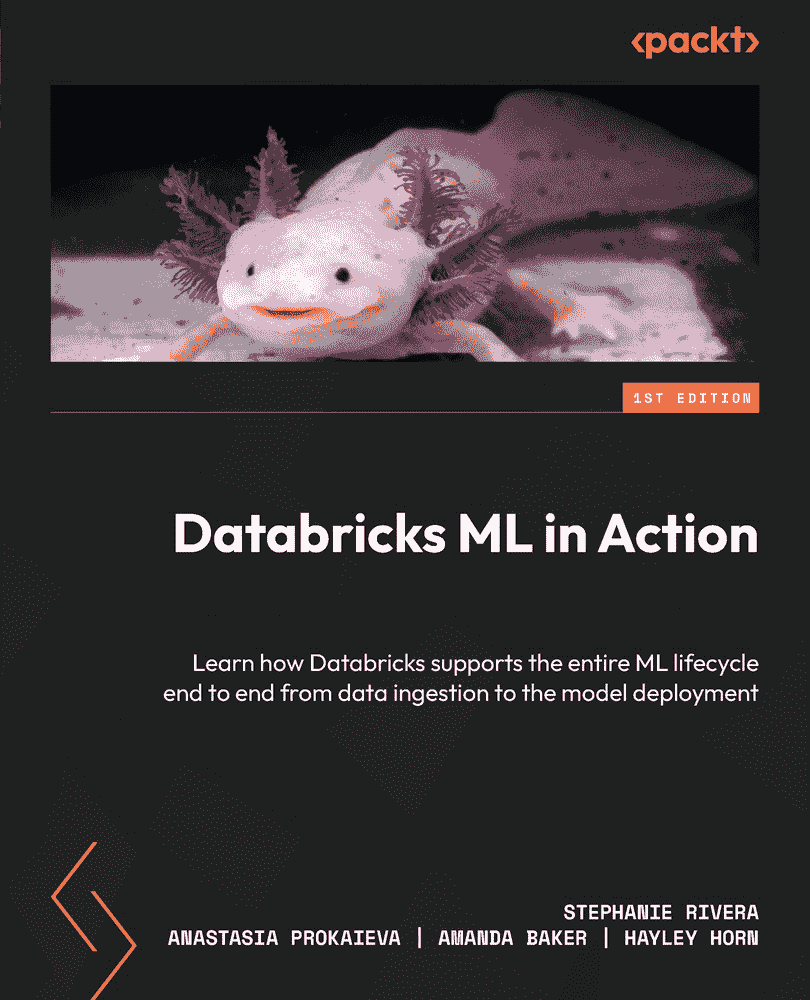 <packt>
1ST EDITION
Databricks ML in Action
Learn how Databricks supports the entire ML lifecycle
end to end from data ingestion to the model deployment
STEPHANIE RIVERA
ANASTASIA PROKAIEVA | AMANDA BAKER | HAYLEY HORN